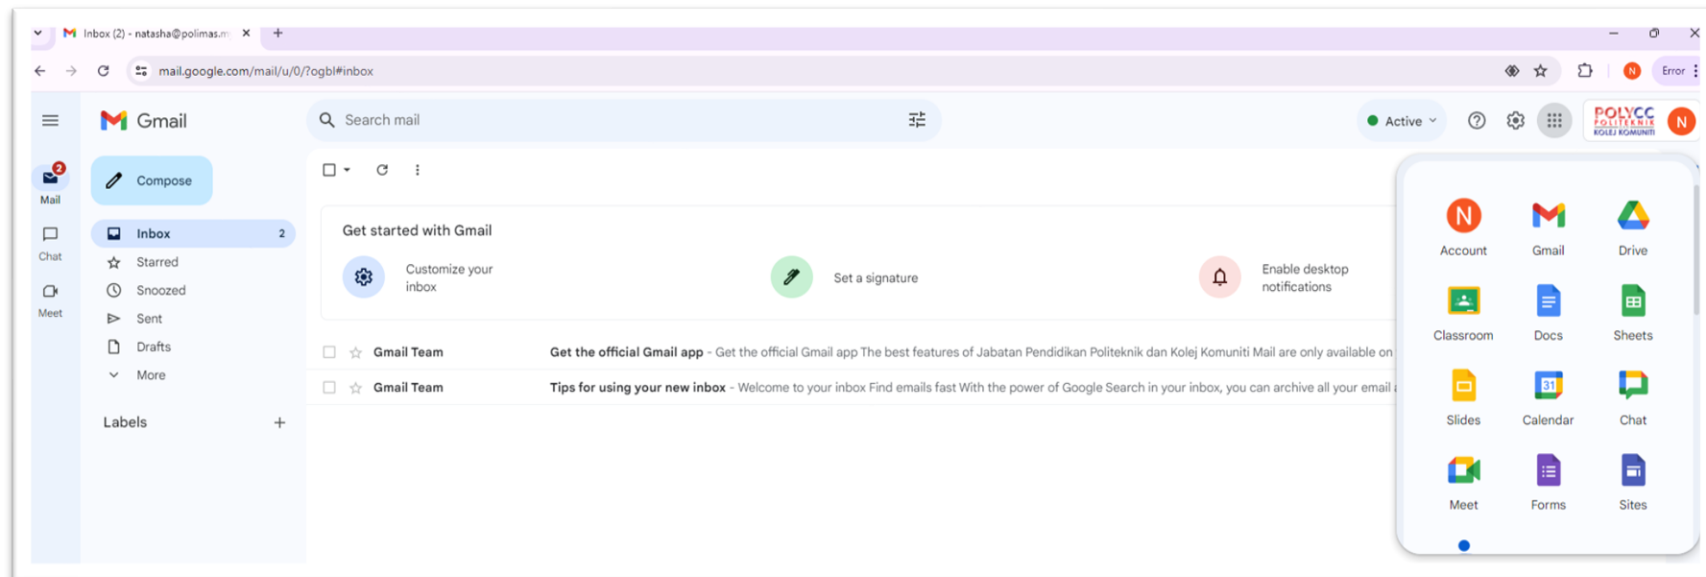 Inbox (2) - natasha@polimas.m
mail.google.com/mail/u/0/?ogbl#inbox
Error
Gmail
Search mail
Active
POLYCC
POLITEKNIK
KOLEJ KOMUNITI
N
2
Mail
Chat
Meet
Compose
Inbox 2
Starred
Snoozed
Sent
Drafts
More
Labels
Get started with Gmail
Customize your
inbox
Set a signature
Enable desktop
notifications
Gmail Team Get the official Gmail app - Get the official Gmail app The best features of Jabatan Pendidikan Politeknik dan Kolej Komuniti Mail are only available on
Gmail Team Tips for using your new inbox - Welcome to your inbox Find emails fast With the power of Google Search in your inbox, you can archive all your email
N
Account Gmail Drive
Classroom Docs Sheets
31
Slides Calendar Chat
Meet Forms Sites